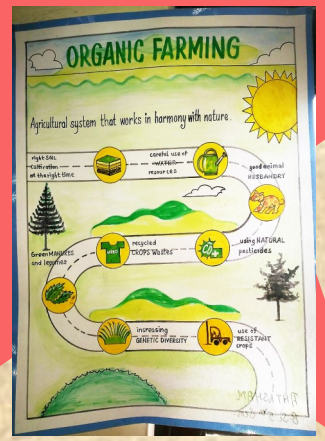 ORGANIC FARMING
Agricultural system that works in harmony with nature.
right SOIL
cultivation
at the right time
careful use of
WATER
resources
good animal
HUSBANDRY
Green MANURES
and legumes
recycled
CROPS Wastes
using NATURAL
pesticides
increasing
GENETIC DIVERSITY
use of
RESISTANT
crops